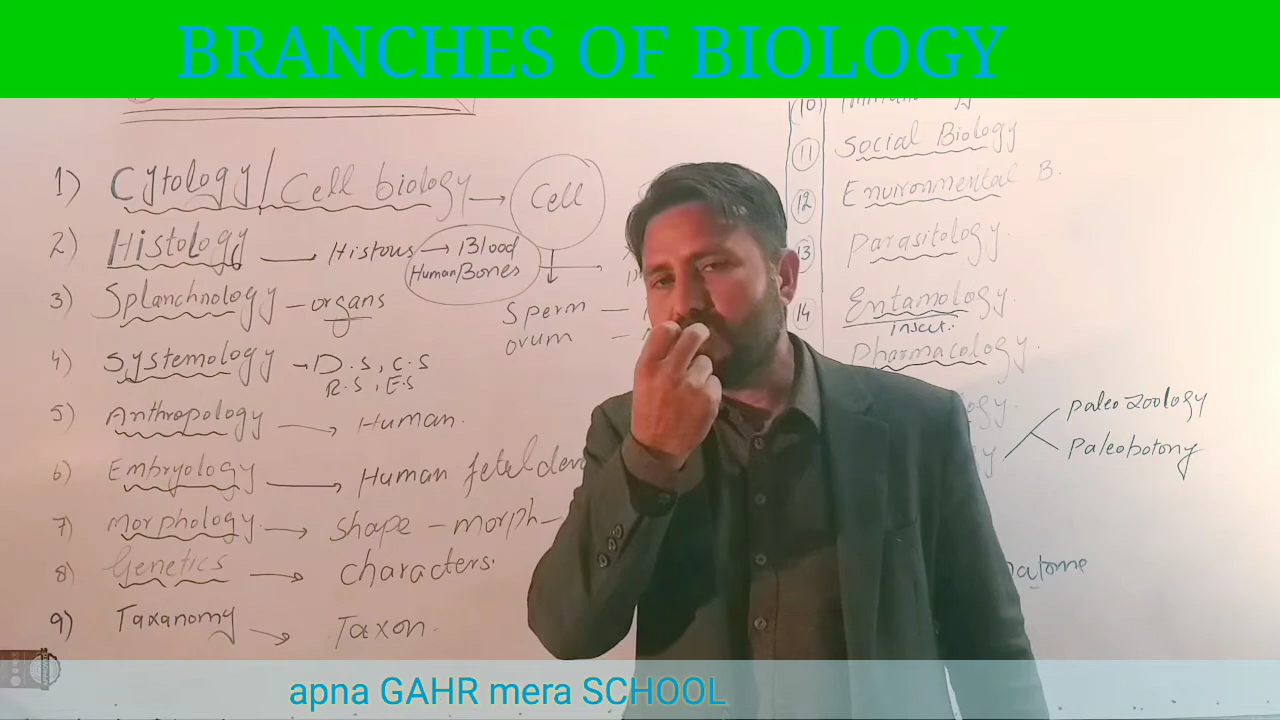 BRANCHES OF BIOLOGY
1) Cytology/Cell biology → Cell
2) Histology — Histous → Blood
Human Bones
3) Splanchnology – organs
Sperm —
ovum —
4) Systemology → D.S, C.S
R.S, E.S
5) Anthropology → Human.
6) Embryology → Human fetel
7) Morphology. → Shape – morph –
8) Genetics → characters.
9) Taxanomy → Taxon.
(10)
11 Social Biology
12 Environmental B.
13 Parasitology.
14 Entamology.
insect.
Pharmacology.
paleo zoology
Paleobotony
apna GAHR mera SCHOOL